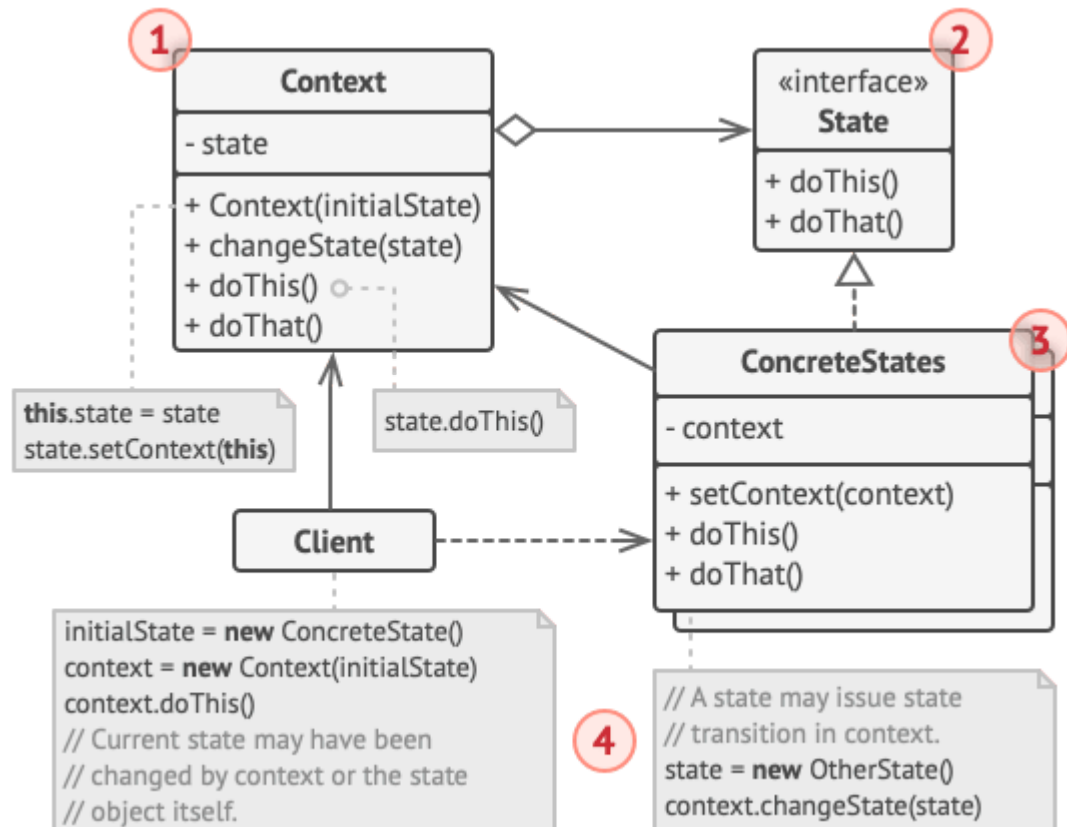 1
Context
- state
+ Context(initialState)
+ changeState(state)
+ doThis()
+ doThat()
2
«interface»
State
+ doThis()
+ doThat()
3
ConcreteStates
- context
+ setContext(context)
+ doThis()
+ doThat()
this.state = state
state.setContext(this)
state.doThis()
Client
initialState = new ConcreteState()
context = new Context(initialState)
context.doThis()
// Current state may have been
// changed by context or the state
// object itself.
4
// A state may issue state
// transition in context.
state = new OtherState()
context.changeState(state)